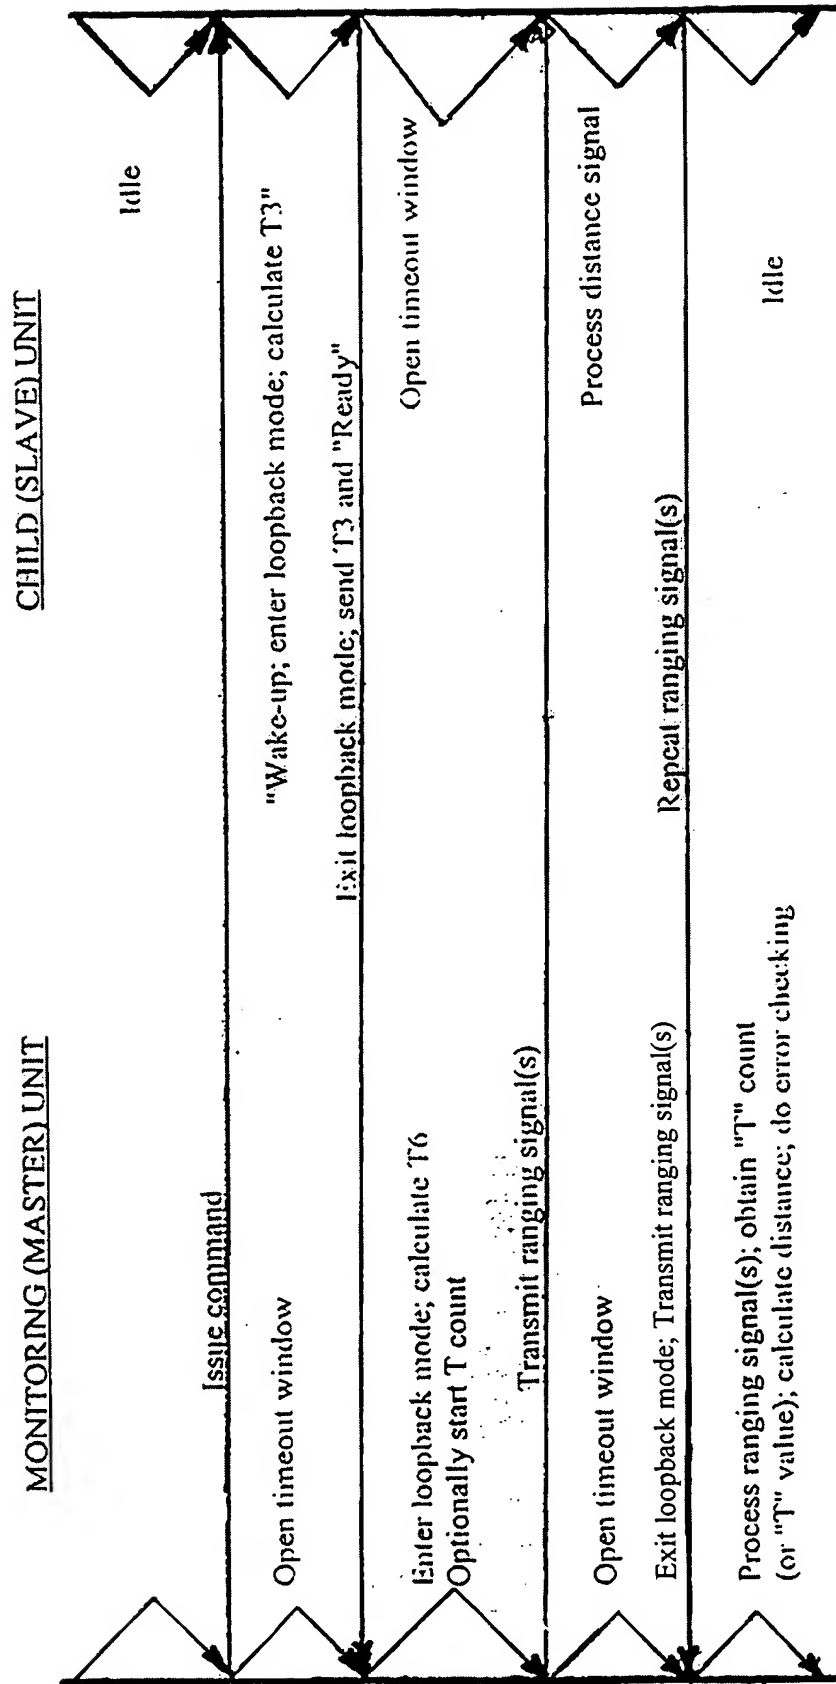 MONITORING (MASTER) UNIT
CHILD (SLAVE) UNIT
Idle
Issue command
Open timeout window
"Wake-up; enter loopback mode; calculate T3"
Exit loopback mode; send T3 and "Ready"
Enter loopback mode; calculate T6
Optionally start T count
Open timeout window
Transmit ranging signal(s)
Open timeout window
Process distance signal
Exit loopback mode; Transmit ranging signal(s)
Repeat ranging signal(s)
Process ranging signal(s); obtain "T" count
(or "T" value); calculate distance; do error checking
Idle